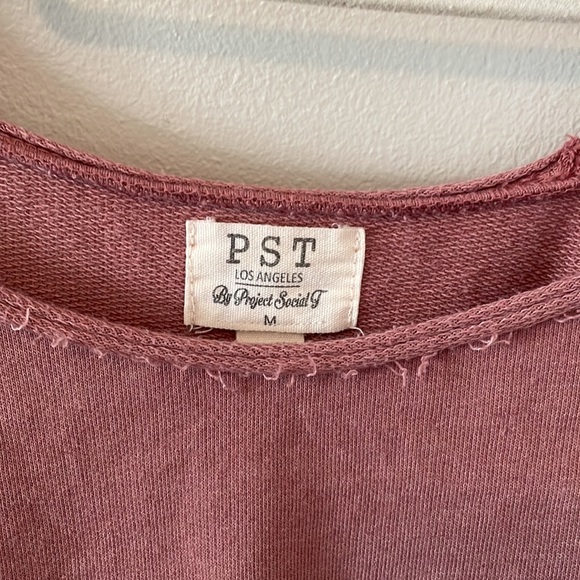 PST
LOS ANGELES
By Project Social T
M